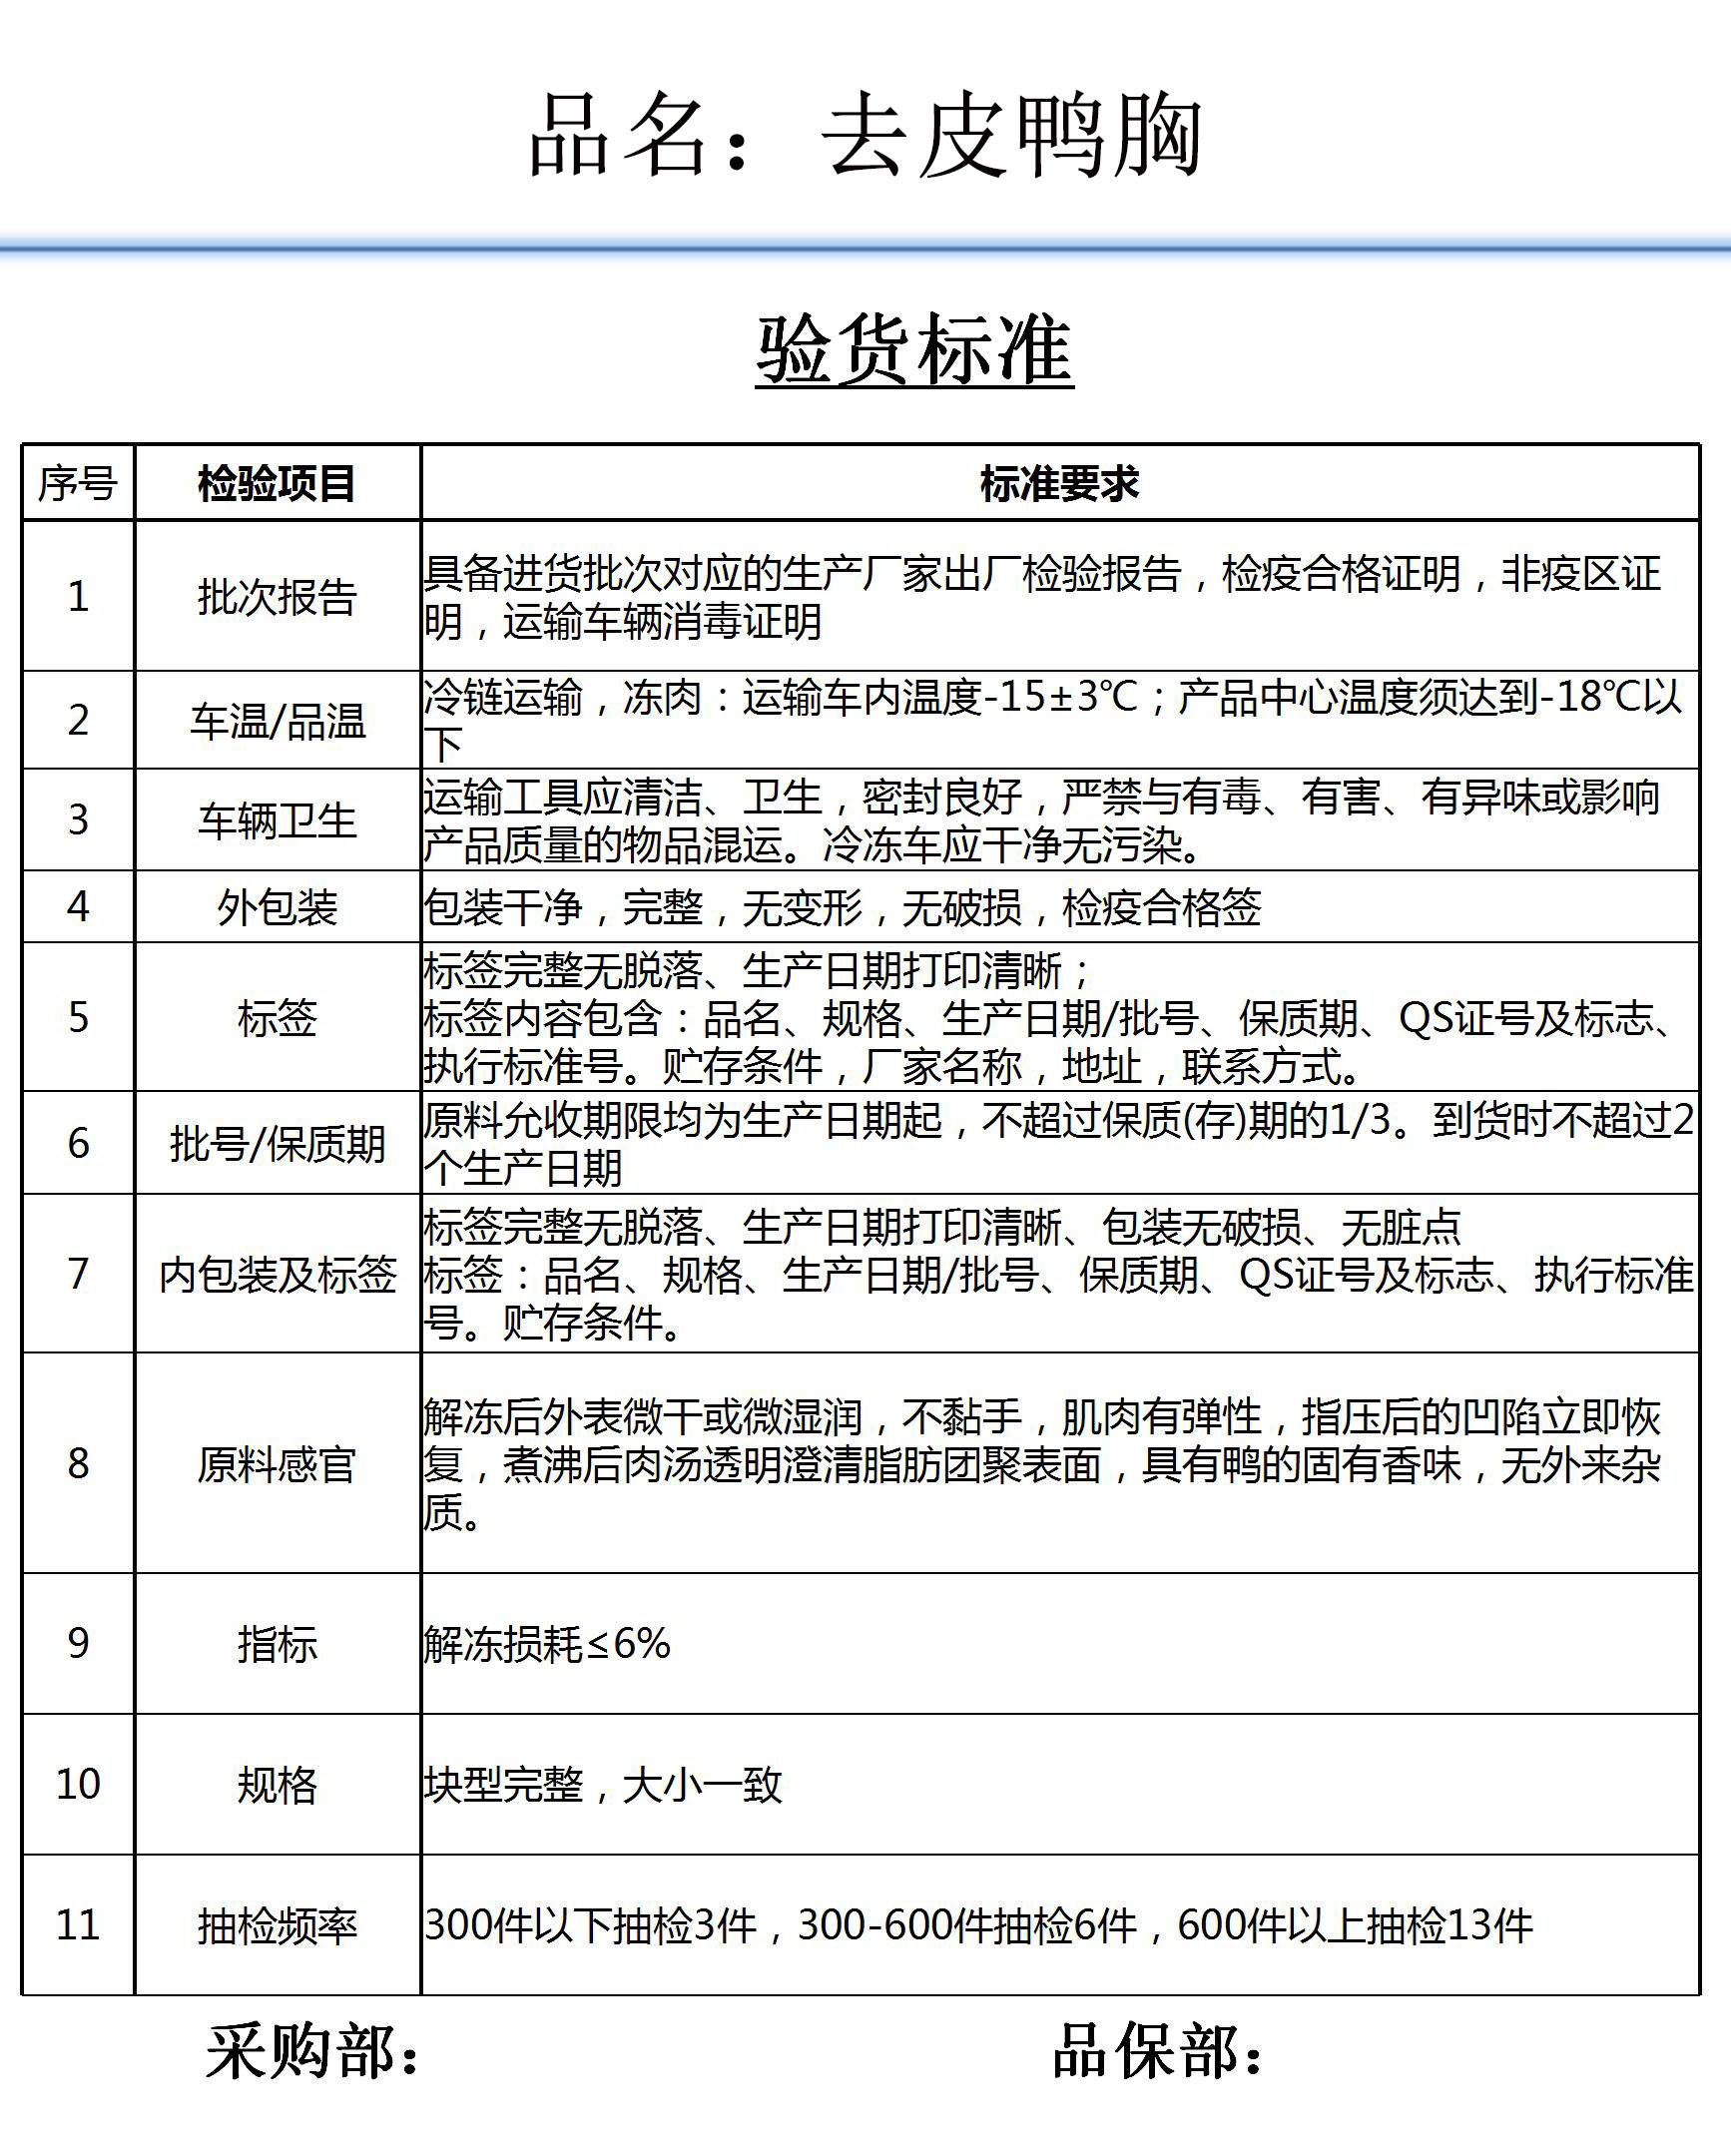 品名：去皮鸭胸
验货标准
序号 检验项目 标准要求
1 批次报告 具备进货批次对应的生产厂家出厂检验报告，检疫合格证明，非疫区证
明，运输车辆消毒证明
2 车温/品温 冷链运输，冻肉：运输车内温度-15±3℃；产品中心温度须达到-18℃以
下
3 车辆卫生 运输工具应清洁、卫生，密封良好，严禁与有毒、有害、有异味或影响
产品质量的物品混运。冷冻车应干净无污染。
4 外包装 包装干净，完整，无变形，无破损，检疫合格签
5 标签 标签完整无脱落、生产日期打印清晰；
标签内容包含：品名、规格、生产日期/批号、保质期、QS证号及标志、
执行标准号。贮存条件，厂家名称，地址，联系方式。
6 批号/保质期 原料允收期限均为生产日期起，不超过保质(存)期的1/3。到货时不超过2
个生产日期
7 内包装及标签 标签完整无脱落、生产日期打印清晰、包装无破损、无脏点
标签：品名、规格、生产日期/批号、保质期、QS证号及标志、执行标准
号。贮存条件。
8 原料感官 解冻后外表微干或微湿润，不黏手，肌肉有弹性，指压后的凹陷立即恢
复，煮沸后肉汤透明澄清脂肪团聚表面，具有鸭的固有香味，无外来杂
质。
9 指标 解冻损耗≤6%
10 规格 块型完整，大小一致
11 抽检频率 300件以下抽检3件，300-600件抽检6件，600件以上抽检13件
采购部： 品保部：